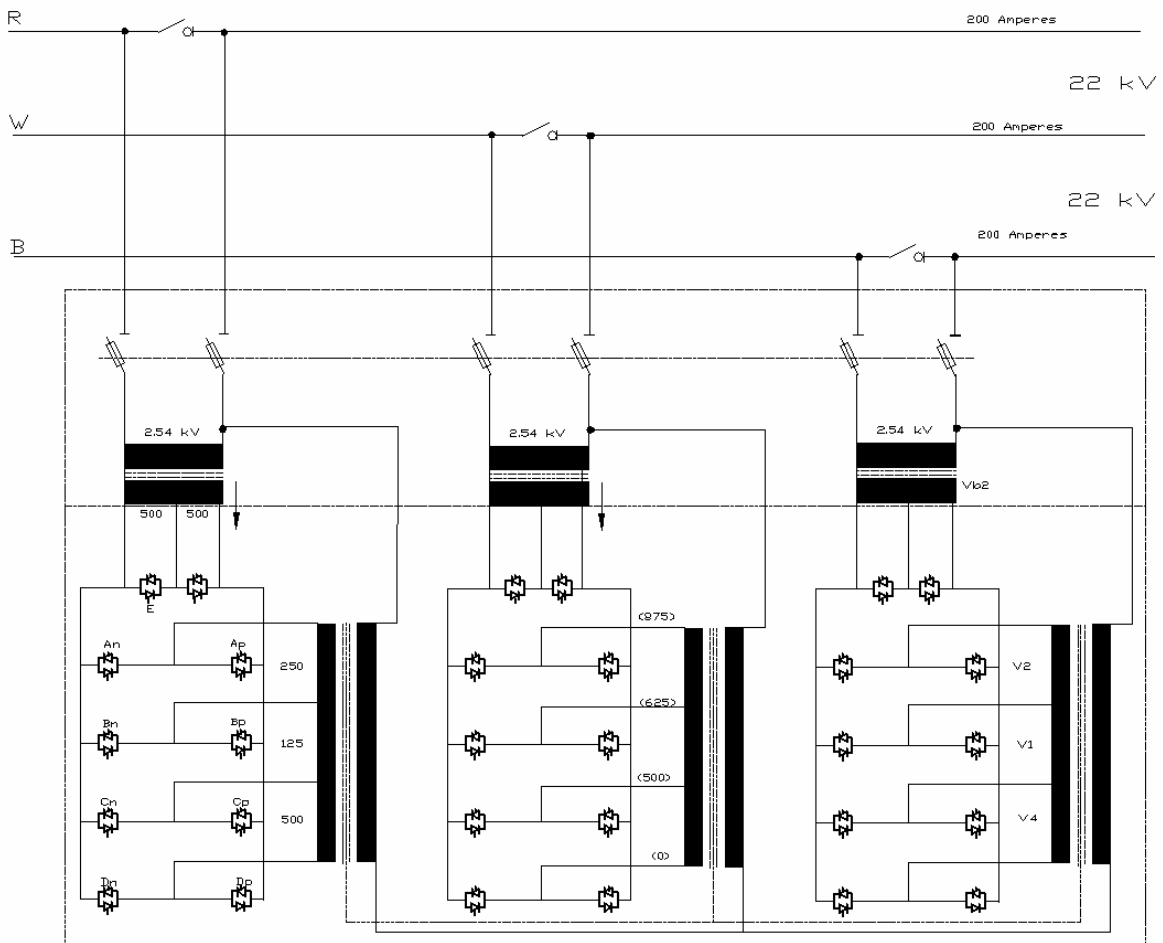 R
200 Amperes
22 kV
W
200 Amperes
22 kV
B
200 Amperes
2.54 kV
2.54 kV
2.54 kV
Vb2
500 500
E
An Ap
250
Bn Bp
125
Cn Cp
500
Dn Dp
(875)
(625)
(500)
(0)
V2
V1
V4